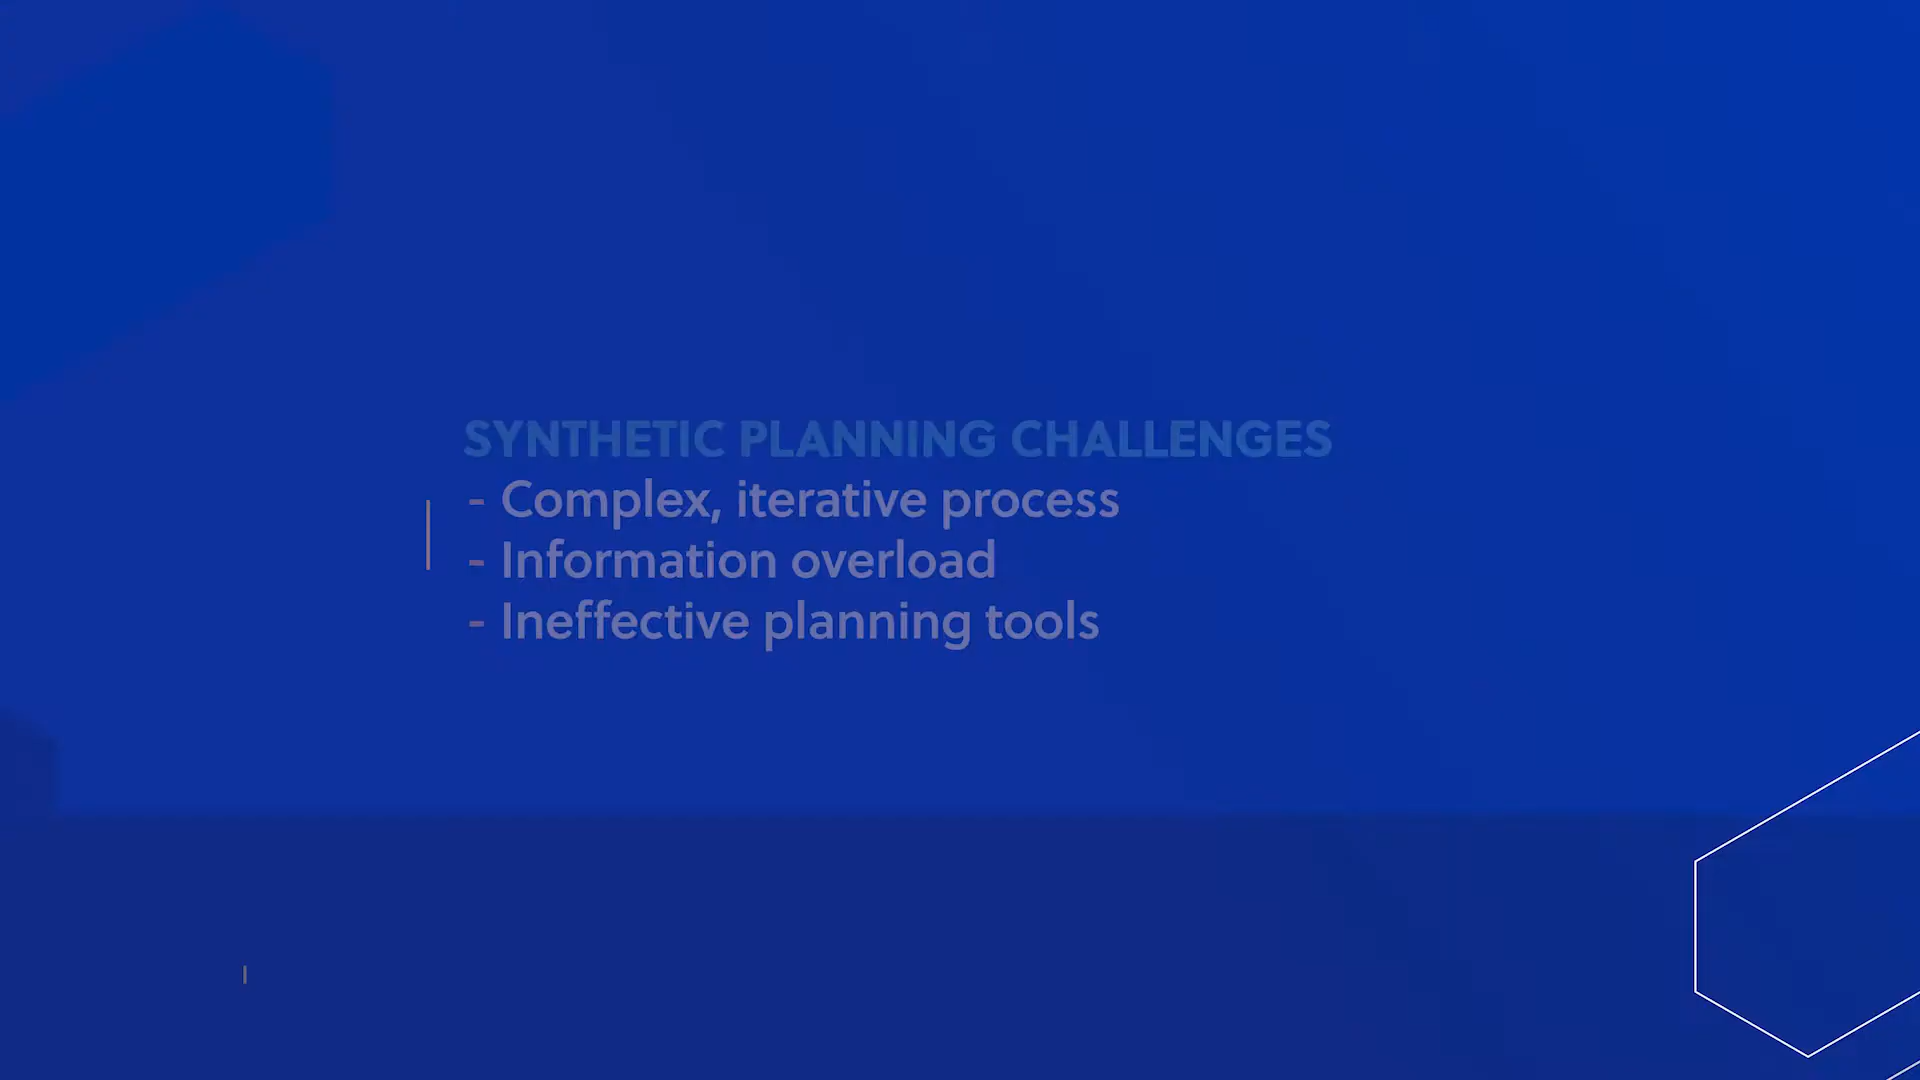 SYNTHETIC PLANNING CHALLENGES
- Complex, iterative process
- Information overload
- Ineffective planning tools